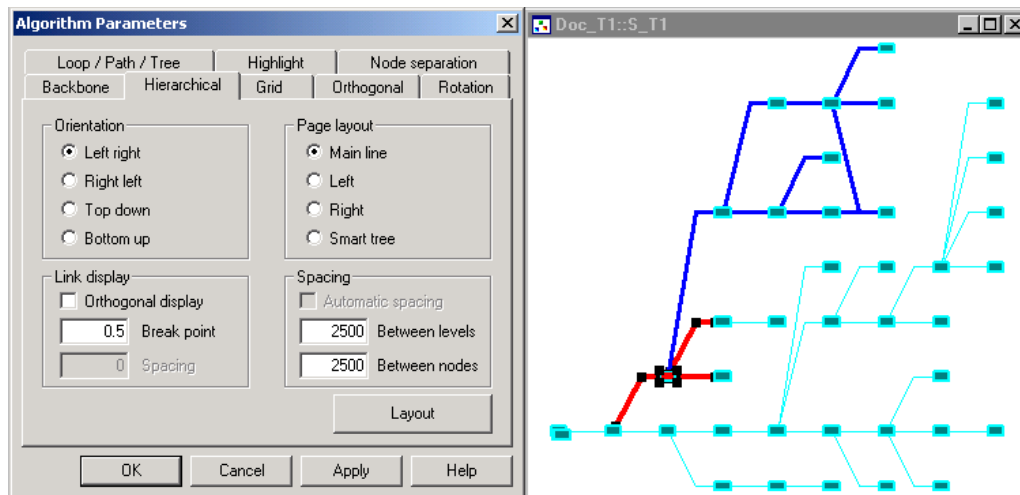 Algorithm Parameters
Loop / Path / Tree Highlight Node separation
Backbone Hierarchical Grid Orthogonal Rotation
Orientation
Left right
Right left
Top down
Bottom up
Page layout
Main line
Left
Right
Smart tree
Link display
Orthogonal display
0.5 Break point
0 Spacing
Spacing
Automatic spacing
2500 Between levels
2500 Between nodes
Layout
OK Cancel Apply Help
Doc_T1::S_T1